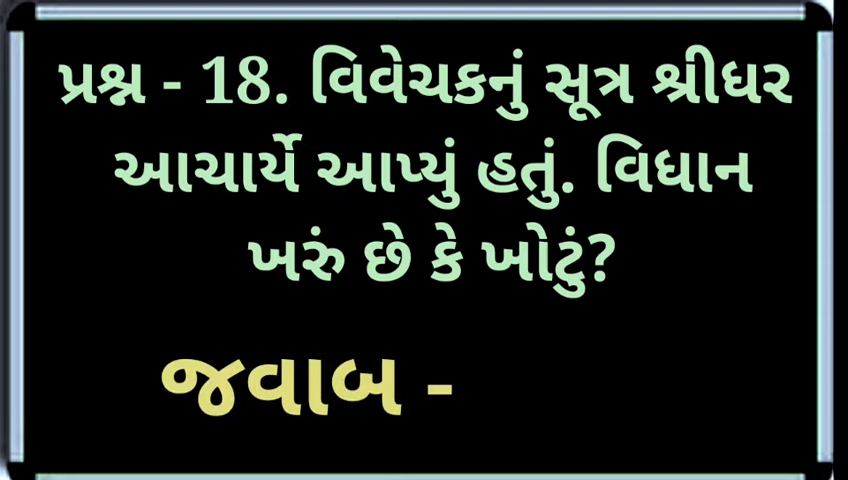 પ્રશ્ન - 18. વિવેચકનું સૂત્ર શ્રીધર
આચાર્યે આપ્યું હતું. વિધાન
ખરું છે કે ખોટું?
જવાબ -